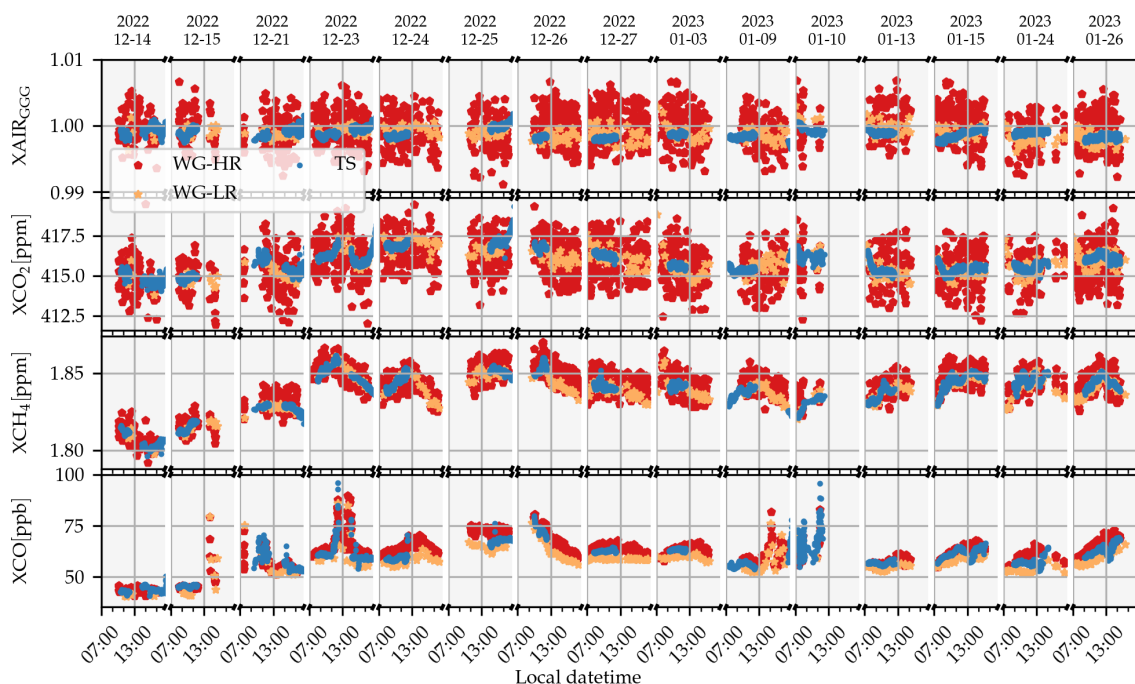 2022 2022 2022 2022 2022 2022 2022 2022 2023 2023 2023 2023 2023 2023 2023
12-14 12-15 12-21 12-23 12-24 12-25 12-26 12-27 01-03 01-09 01-10 01-13 01-15 01-24 01-26
1.01
1.00
0.99
XAIR_GGG
WG-HR TS
WG-LR
417.5
415.0
412.5
XCO₂[ppm]
1.85
1.80
XCH₄[ppm]
100
75
50
XCO[ppb]
07:00 13:00 07:00 13:00 07:00 13:00 07:00 13:00 07:00 13:00 07:00 13:00 07:00 13:00 07:00 13:00 07:00 13:00 07:00 13:00 07:00 13:00 07:00 13:00 07:00 13:00 07:00 13:00 07:00 13:00
Local datetime